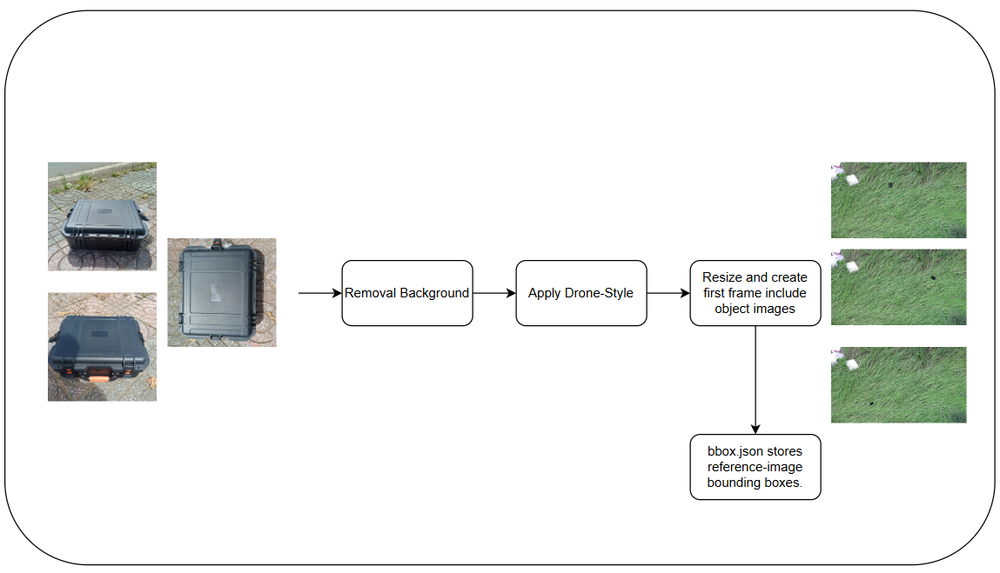 Removal Background
Apply Drone-Style
Resize and create
first frame include
object images
bbox.json stores
reference-image
bounding boxes.